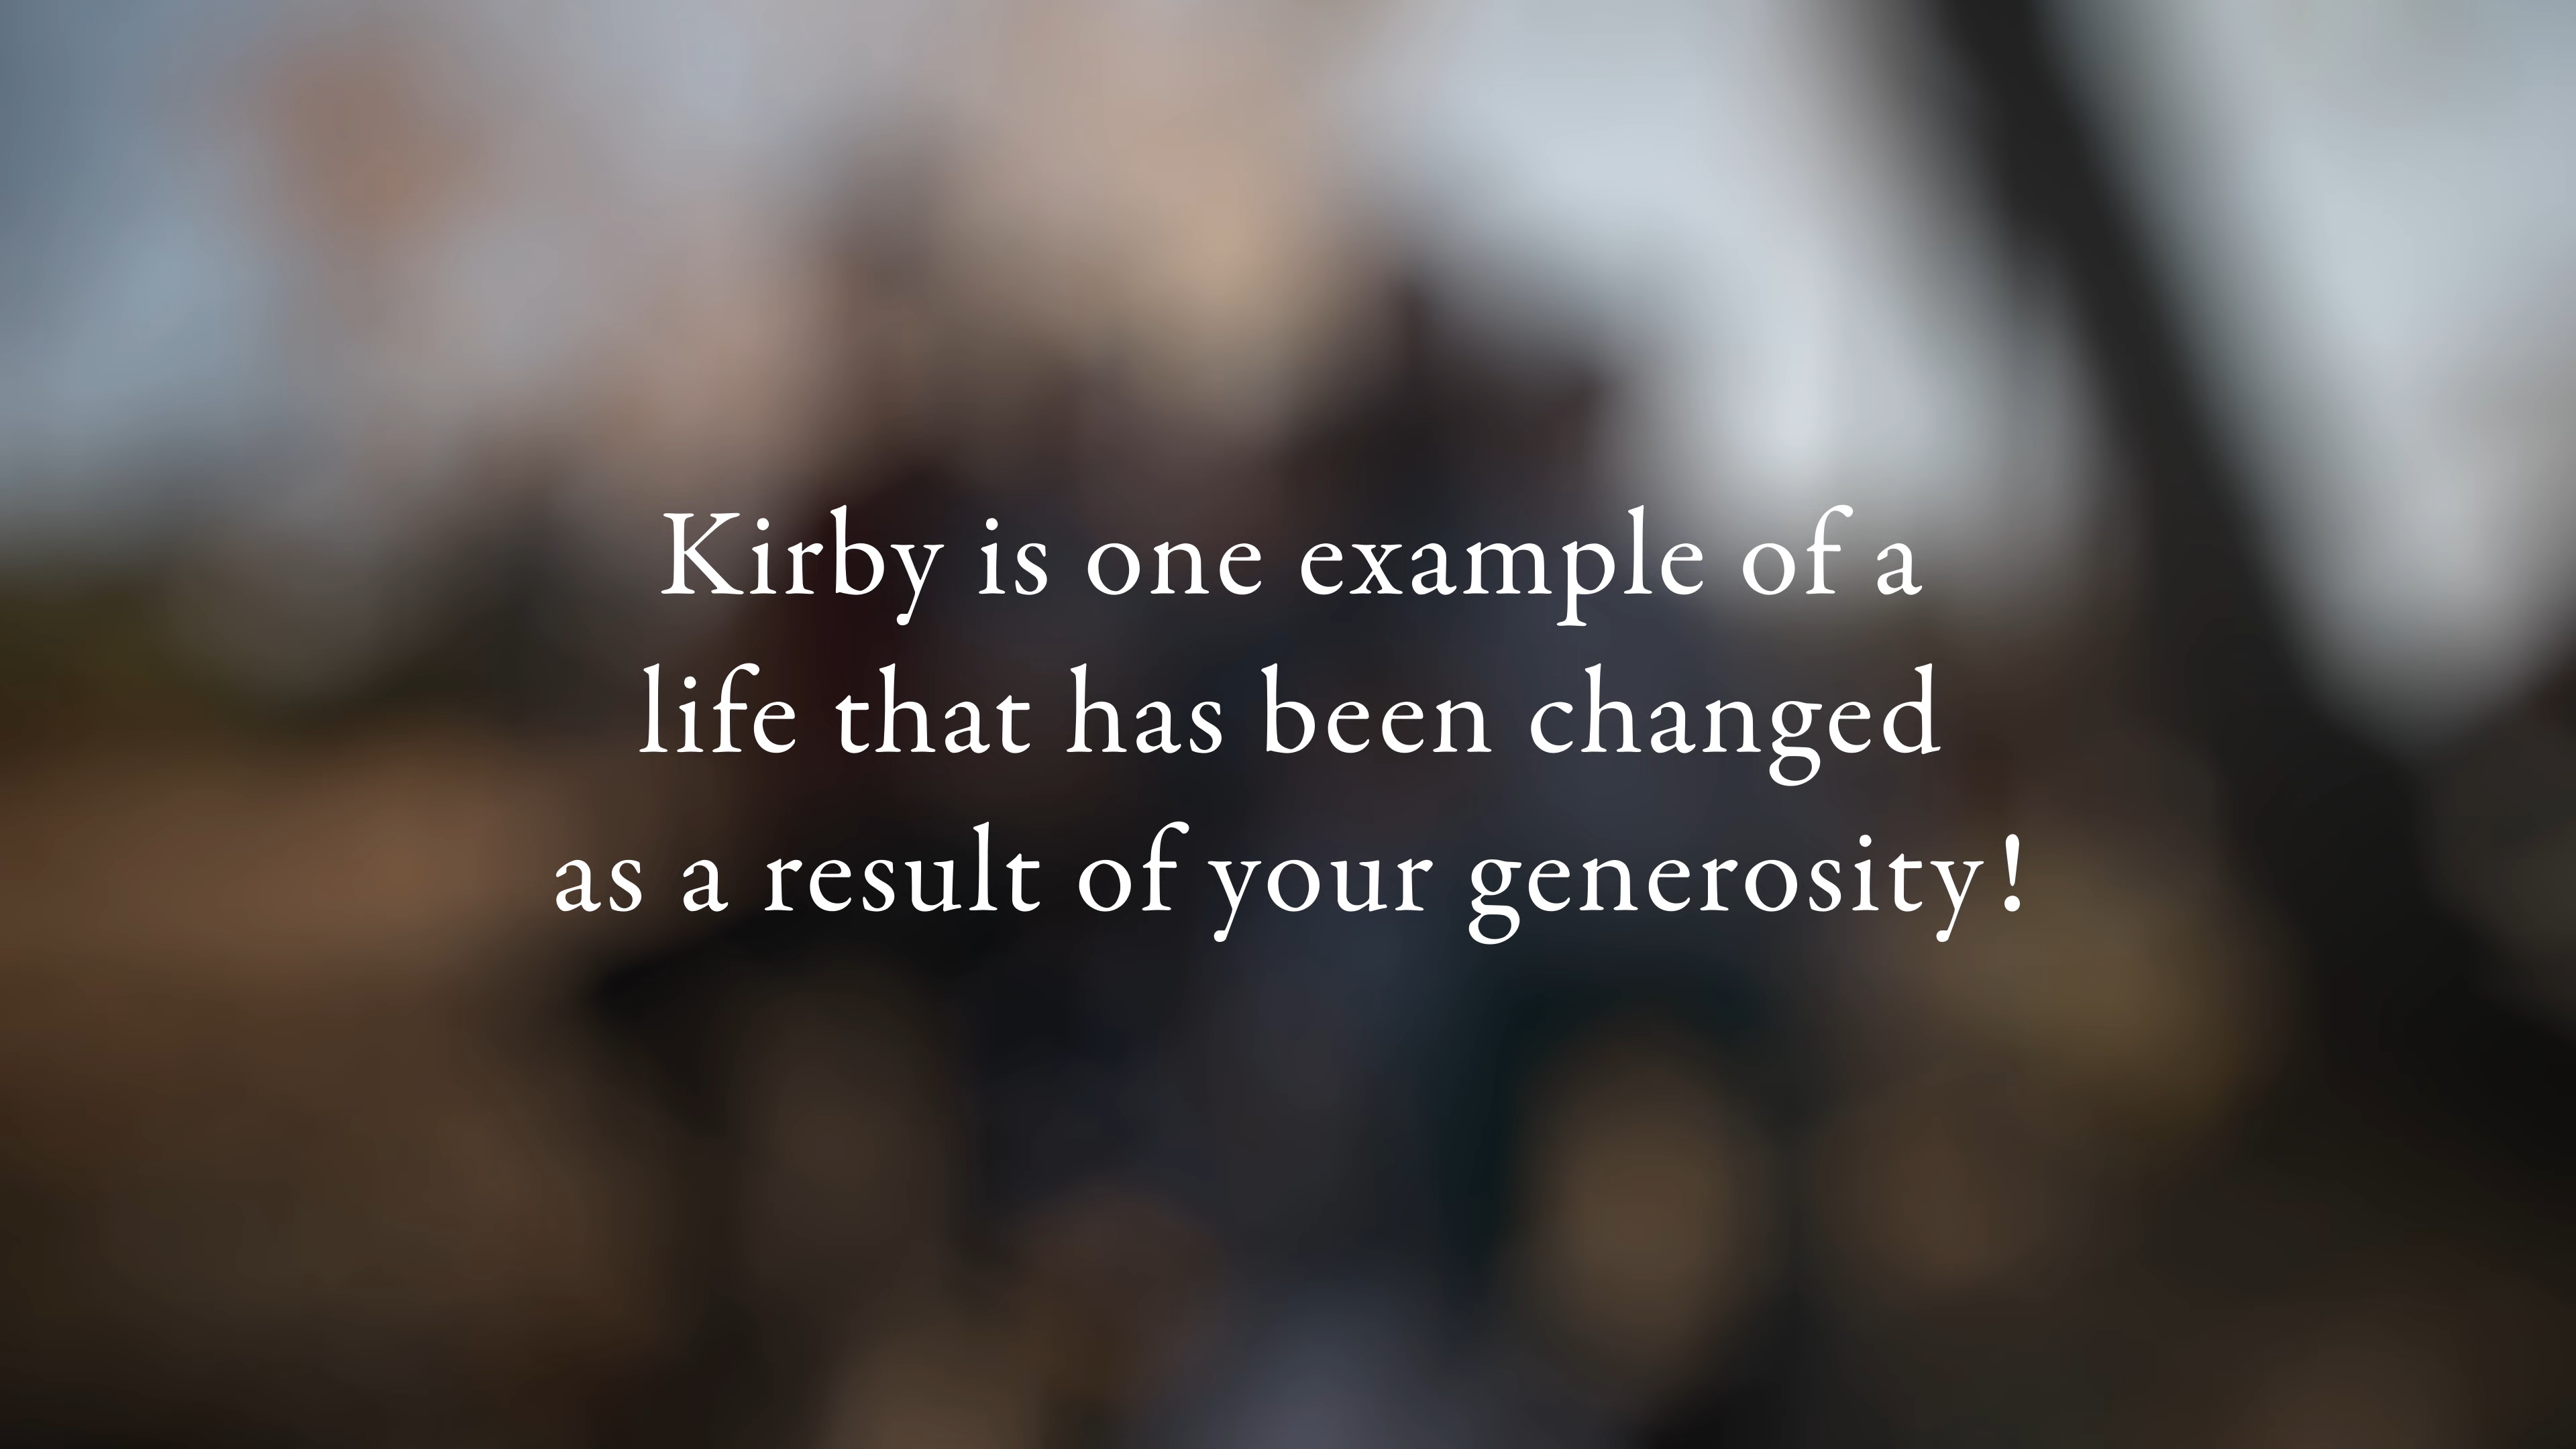 Kirby is one example of a
life that has been changed
as a result of your generosity!